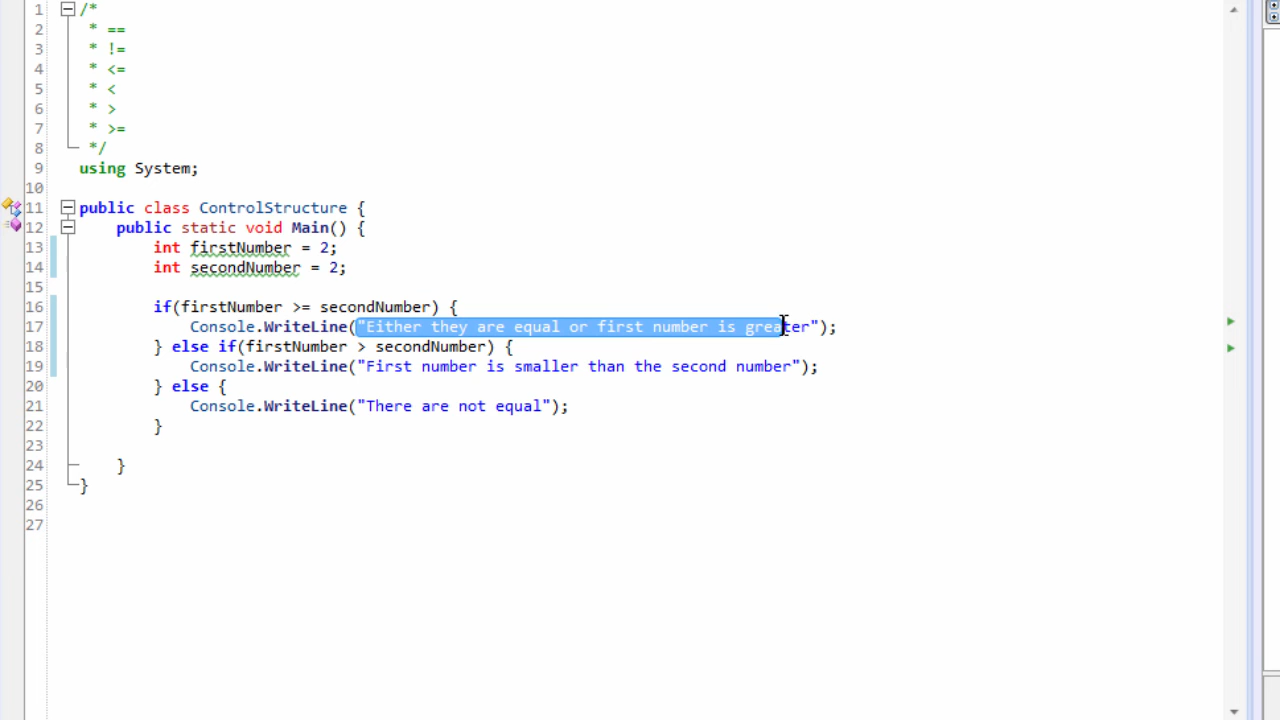 1 /*
2  * ==
3  * !=
4  * <=
5  * <
6  * >
7  * >=
8  */
9 using System;
10
11 public class ControlStructure {
12     public static void Main() {
13         int firstNumber = 2;
14         int secondNumber = 2;
15
16         if(firstNumber >= secondNumber) {
17             Console.WriteLine("Either they are equal or first number is greater");
18         } else if(firstNumber > secondNumber) {
19             Console.WriteLine("First number is smaller than the second number");
20         } else {
21             Console.WriteLine("There are not equal");
22         }
23
24     }
25 }
26
27